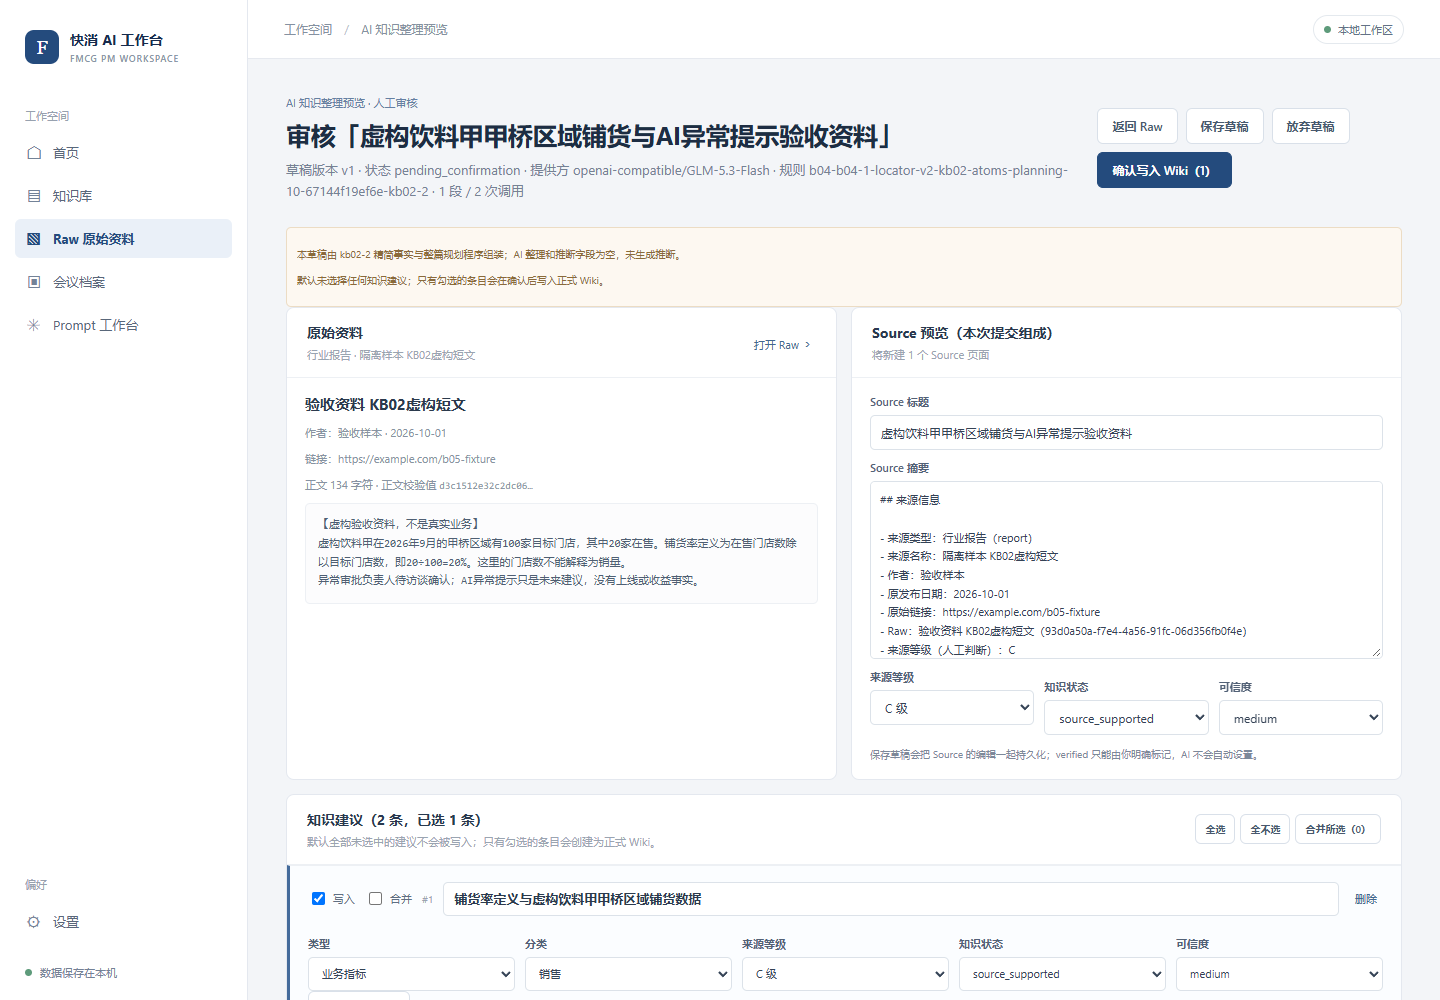 F
快消 AI 工作台
FMCG PM WORKSPACE
工作空间
首页
知识库
Raw 原始资料
会议档案
Prompt 工作台
偏好
设置
数据保存在本机
工作空间 / AI 知识整理预览
本地工作区
AI 知识整理预览 · 人工审核
审核「虚构饮料甲甲桥区域铺货与AI异常提示验收资料」
草稿版本 v1 · 状态 pending_confirmation · 提供方 openai-compatible/GLM-5.3-Flash · 规则 b04-b04-1-locator-v2-kb02-atoms-planning-
10-67144f19ef6e-kb02-2 · 1 段 / 2 次调用
返回 Raw
保存草稿
放弃草稿
确认写入 Wiki（1）
本草稿由 kb02-2 精简事实与整篇规划程序组装；AI 整理和推断字段为空，未生成推断。
默认未选择任何知识建议；只有勾选的条目会在确认后写入正式 Wiki。
原始资料
行业报告 · 隔离样本 KB02虚构短文
打开 Raw ›
验收资料 KB02虚构短文
作者：验收样本 · 2026-10-01
链接：https://example.com/b05-fixture
正文 134 字符 · 正文校验值 d3c1512e32c2dc06…
【虚构验收资料，不是真实业务】
虚构饮料甲在2026年9月的甲桥区域有100家目标门店，其中20家在售。铺货率定义为在售门店数除
以目标门店数，即20÷100=20%。这里的门店数不能解释为销量。
异常审批负责人待访谈确认；AI异常提示只是未来建议，没有上线或收益事实。
Source 预览（本次提交组成）
将新建 1 个 Source 页面
Source 标题
虚构饮料甲甲桥区域铺货与AI异常提示验收资料
Source 摘要
## 来源信息
- 来源类型：行业报告（report）
- 来源名称：隔离样本 KB02虚构短文
- 作者：验收样本
- 原发布日期：2026-10-01
- 原始链接：https://example.com/b05-fixture
- Raw：验收资料 KB02虚构短文（93d0a50a-f7e4-4a56-91fc-06d356fb0f4e）
- 来源等级（人工判断）：C
来源等级
C 级
知识状态
source_supported
可信度
medium
保存草稿会把 Source 的编辑一起持久化；verified 只能由你明确标记，AI 不会自动设置。
知识建议（2 条，已选 1 条）
默认全部未选中的建议不会被写入；只有勾选的条目会创建为正式 Wiki。
全选
全不选
合并所选（0）
写入
合并
#1
铺货率定义与虚构饮料甲甲桥区域铺货数据
删除
类型
业务指标
分类
销售
来源等级
C 级
知识状态
source_supported
可信度
medium